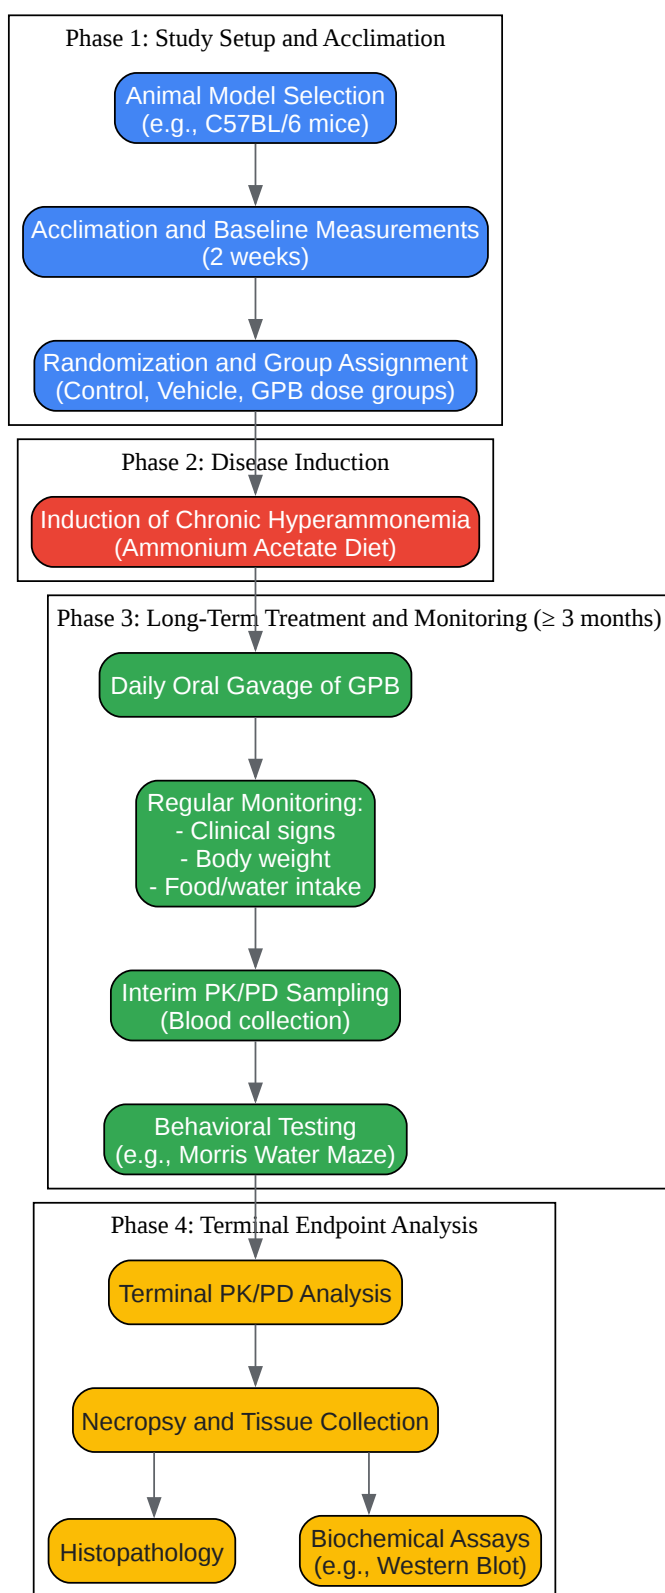 Phase 1: Study Setup and Acclimation
Animal Model Selection
(e.g., C57BL/6 mice)
Acclimation and Baseline Measurements
(2 weeks)
Randomization and Group Assignment
(Control, Vehicle, GPB dose groups)
Phase 2: Disease Induction
Induction of Chronic Hyperammonemia
(Ammonium Acetate Diet)
Phase 3: Long-Term Treatment and Monitoring (≥ 3 months)
Daily Oral Gavage of GPB
Regular Monitoring:
- Clinical signs
- Body weight
- Food/water intake
Interim PK/PD Sampling
(Blood collection)
Behavioral Testing
(e.g., Morris Water Maze)
Phase 4: Terminal Endpoint Analysis
Terminal PK/PD Analysis
Necropsy and Tissue Collection
Histopathology
Biochemical Assays
(e.g., Western Blot)